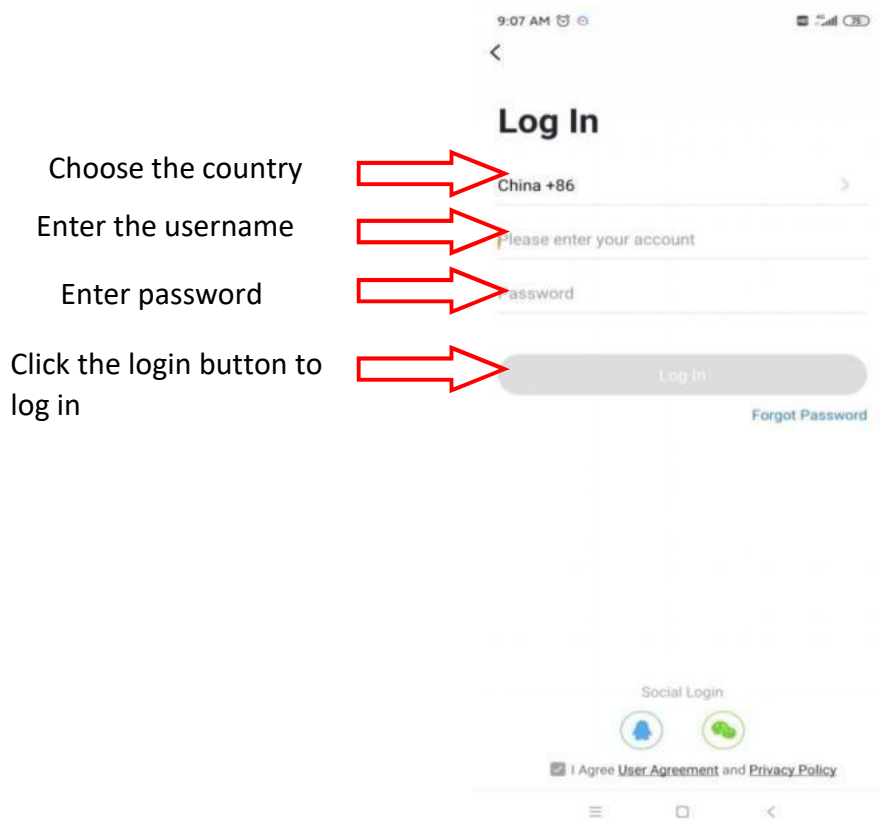 9:07 AM
75
Log In
Choose the country
China +86
Enter the username
Please enter your account
Enter password
Password
Click the login button to
log in
Log In
Forgot Password
Social Login
I Agree User Agreement and Privacy Policy